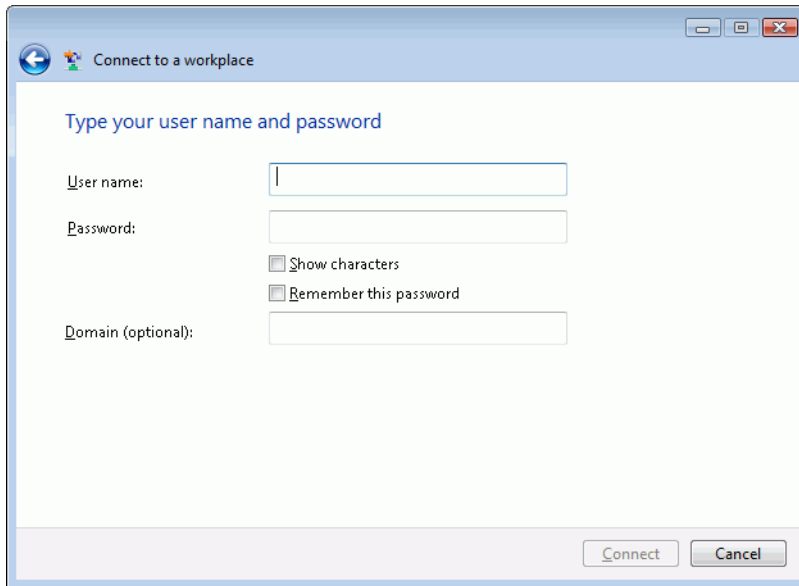 Connect to a workplace
Type your user name and password
User name:
Password:
Show characters
Remember this password
Domain (optional):
Connect Cancel